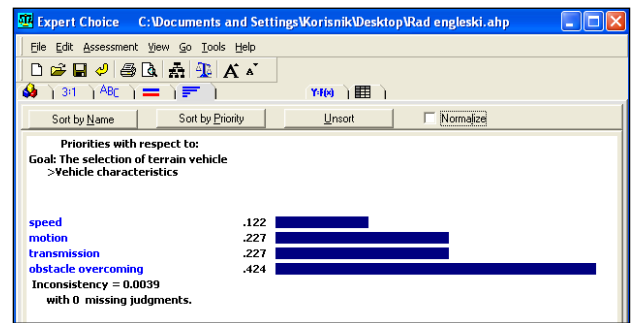 Expert Choice C:\Documents and Settings\Korisnik\Desktop\Rad engleski.ahp
File Edit Assessment View Go Tools Help
A A
3:1 ABC Y=F(x)
Sort by Name Sort by Priority Unsort Normalize
Priorities with respect to:
Goal: The selection of terrain vehicle
>Vehicle characteristics
speed .122
motion .227
transmission .227
obstacle overcoming .424
Inconsistency = 0.0039
with 0 missing judgments.